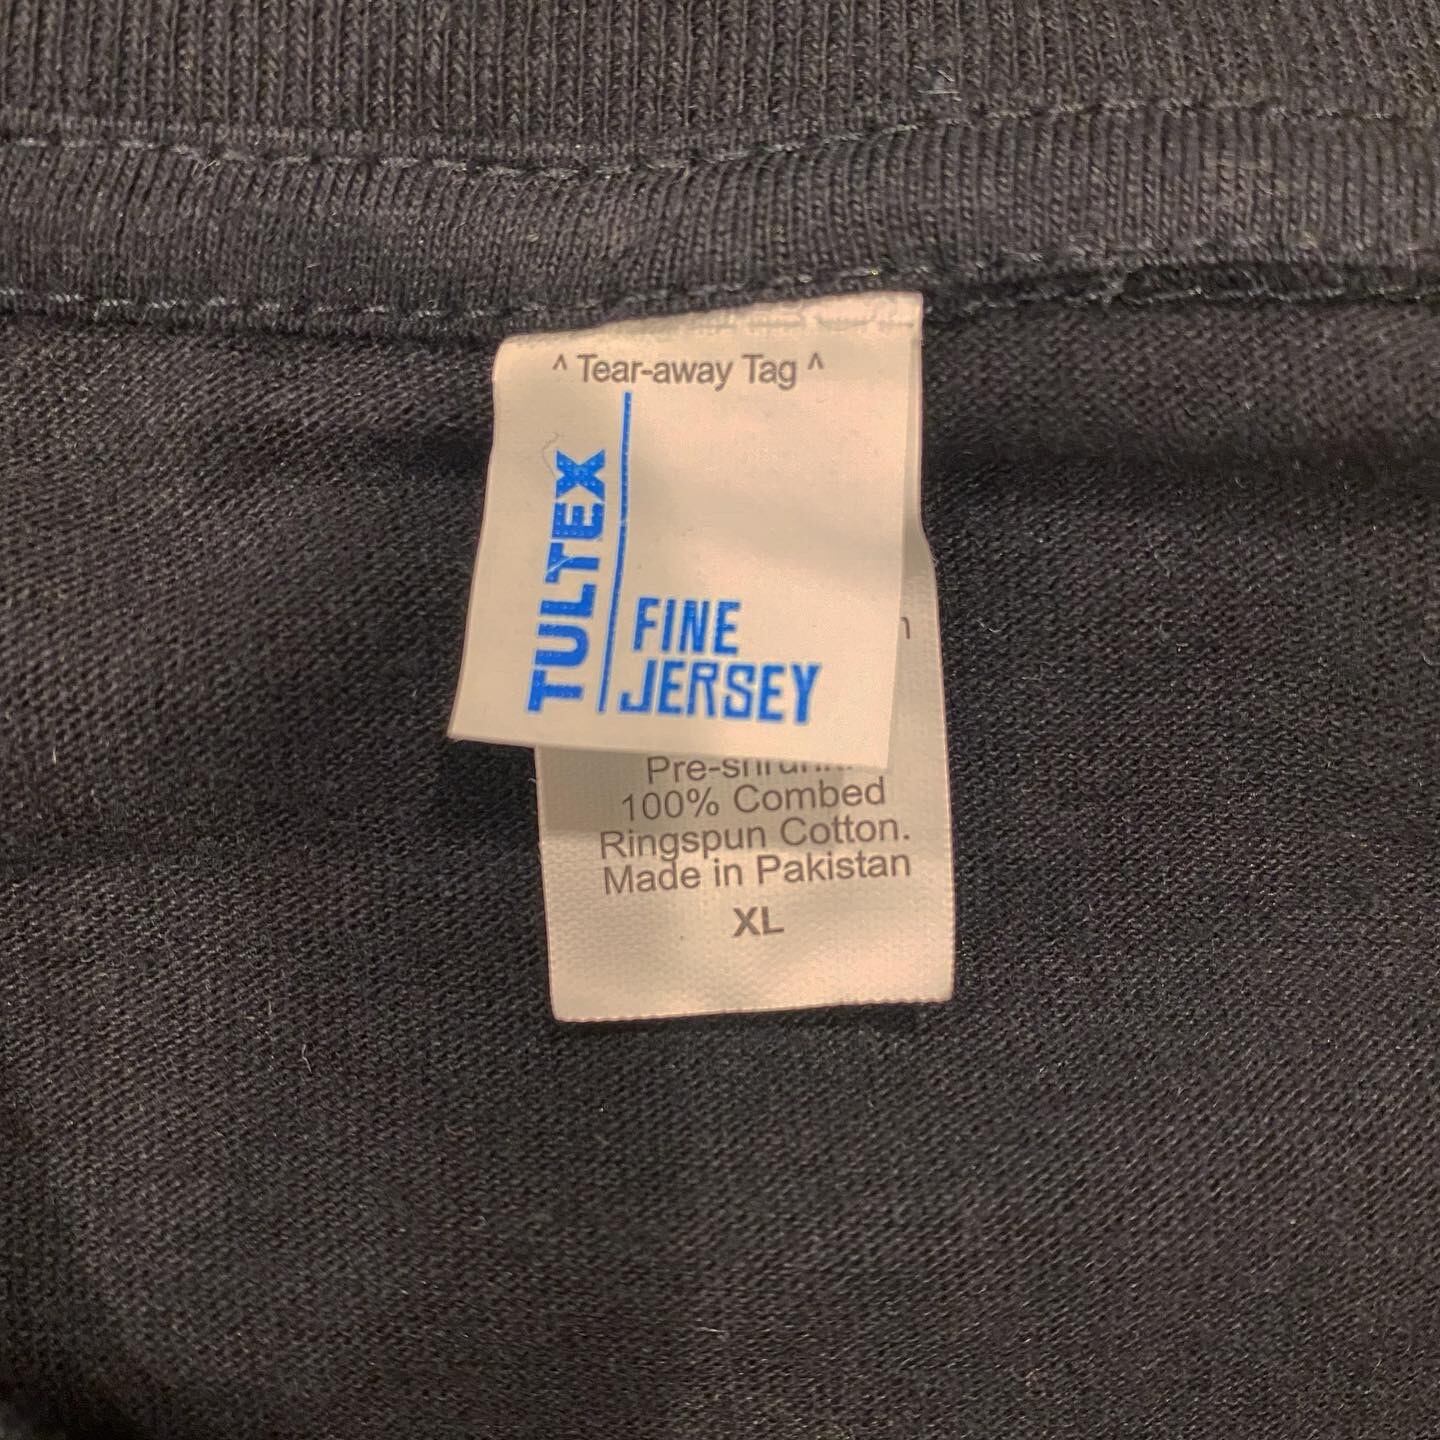 ^ Tear-away Tag ^
TULTEX
FINE
JERSEY
100% Combed
Ringspun Cotton.
Made in Pakistan
XL